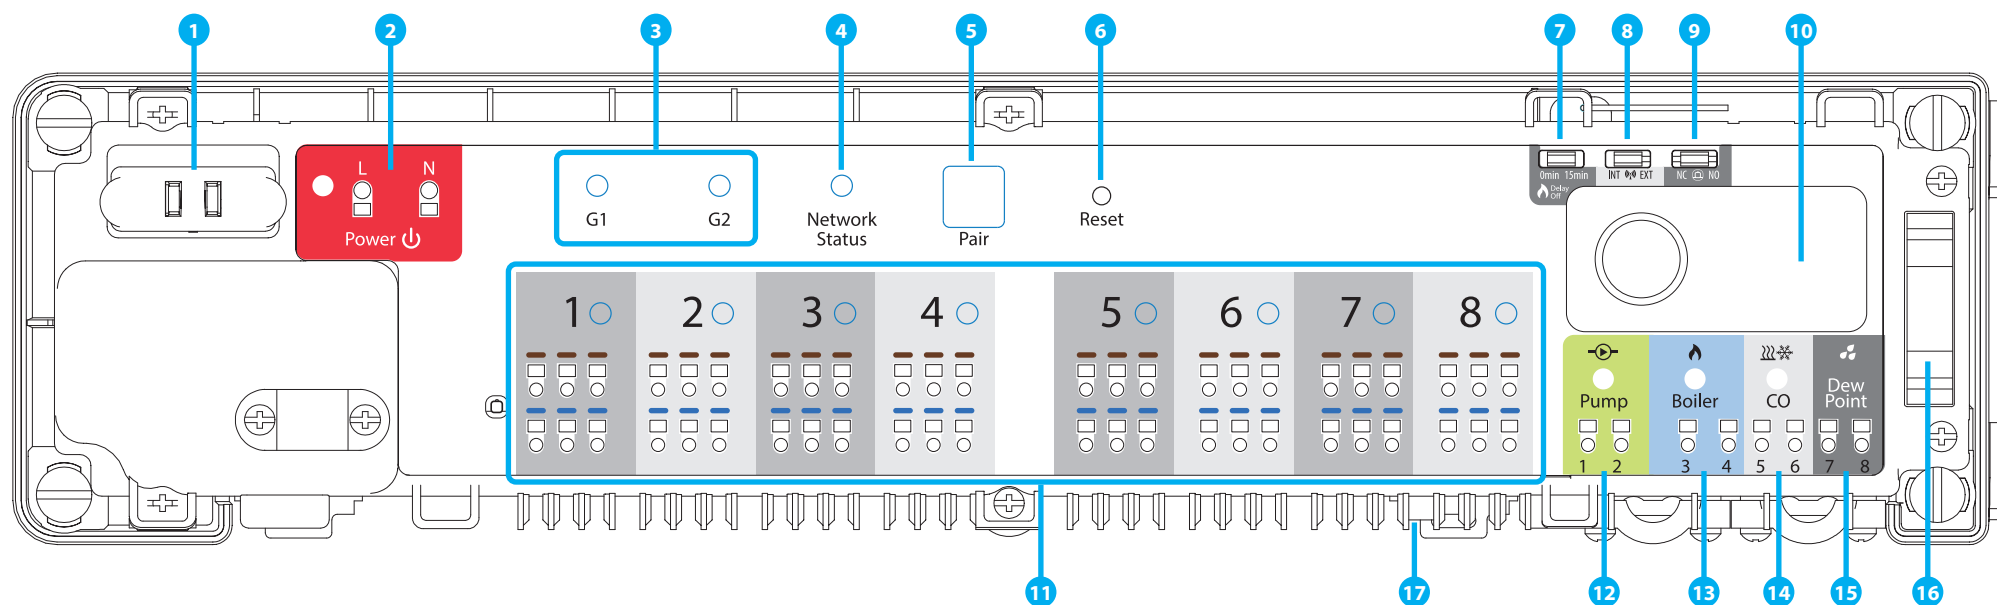 1 2 3 4 5 6 7 8 9 10
L N
Power
G1 G2
Network
Status
Pair
Reset
0min 15min
Delay
Off
INT EXT
NC NO
1 2 3 4 5 6 7 8
Pump
Boiler
CO
Dew
Point
1 2 3 4 5 6 7 8
11 17 12 13 14 15 16